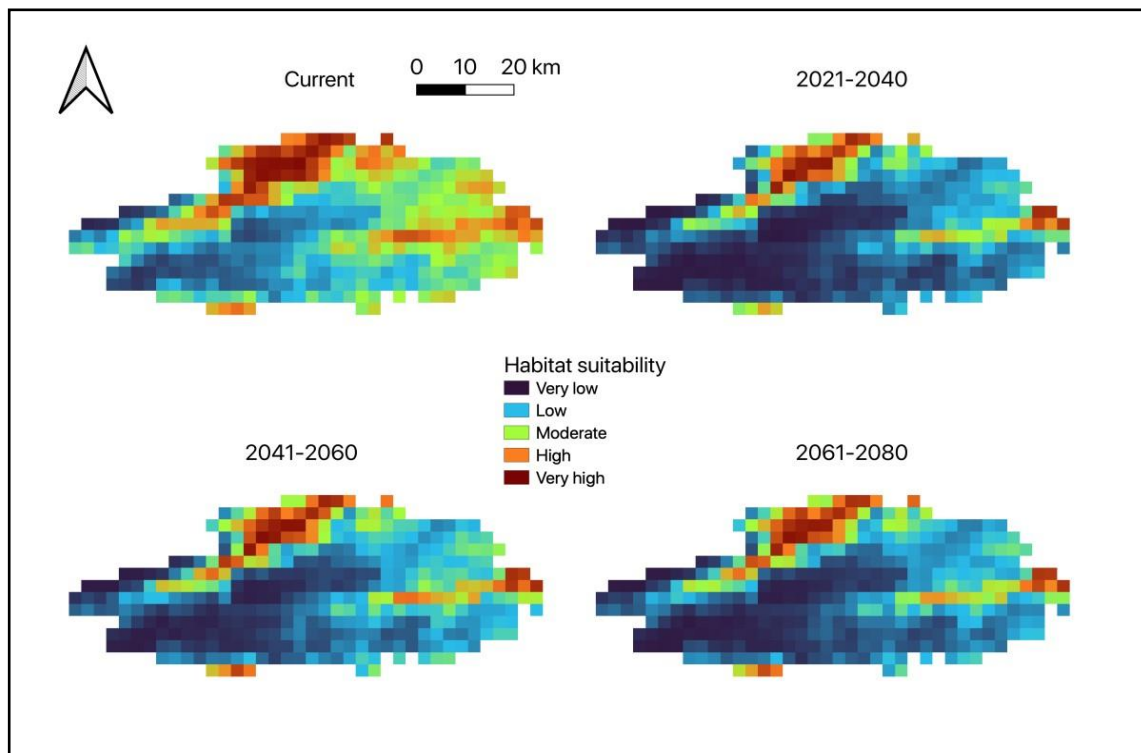 Current
0 10 20 km
2021-2040
Habitat suitability
Very low
Low
Moderate
High
Very high
2041-2060
2061-2080